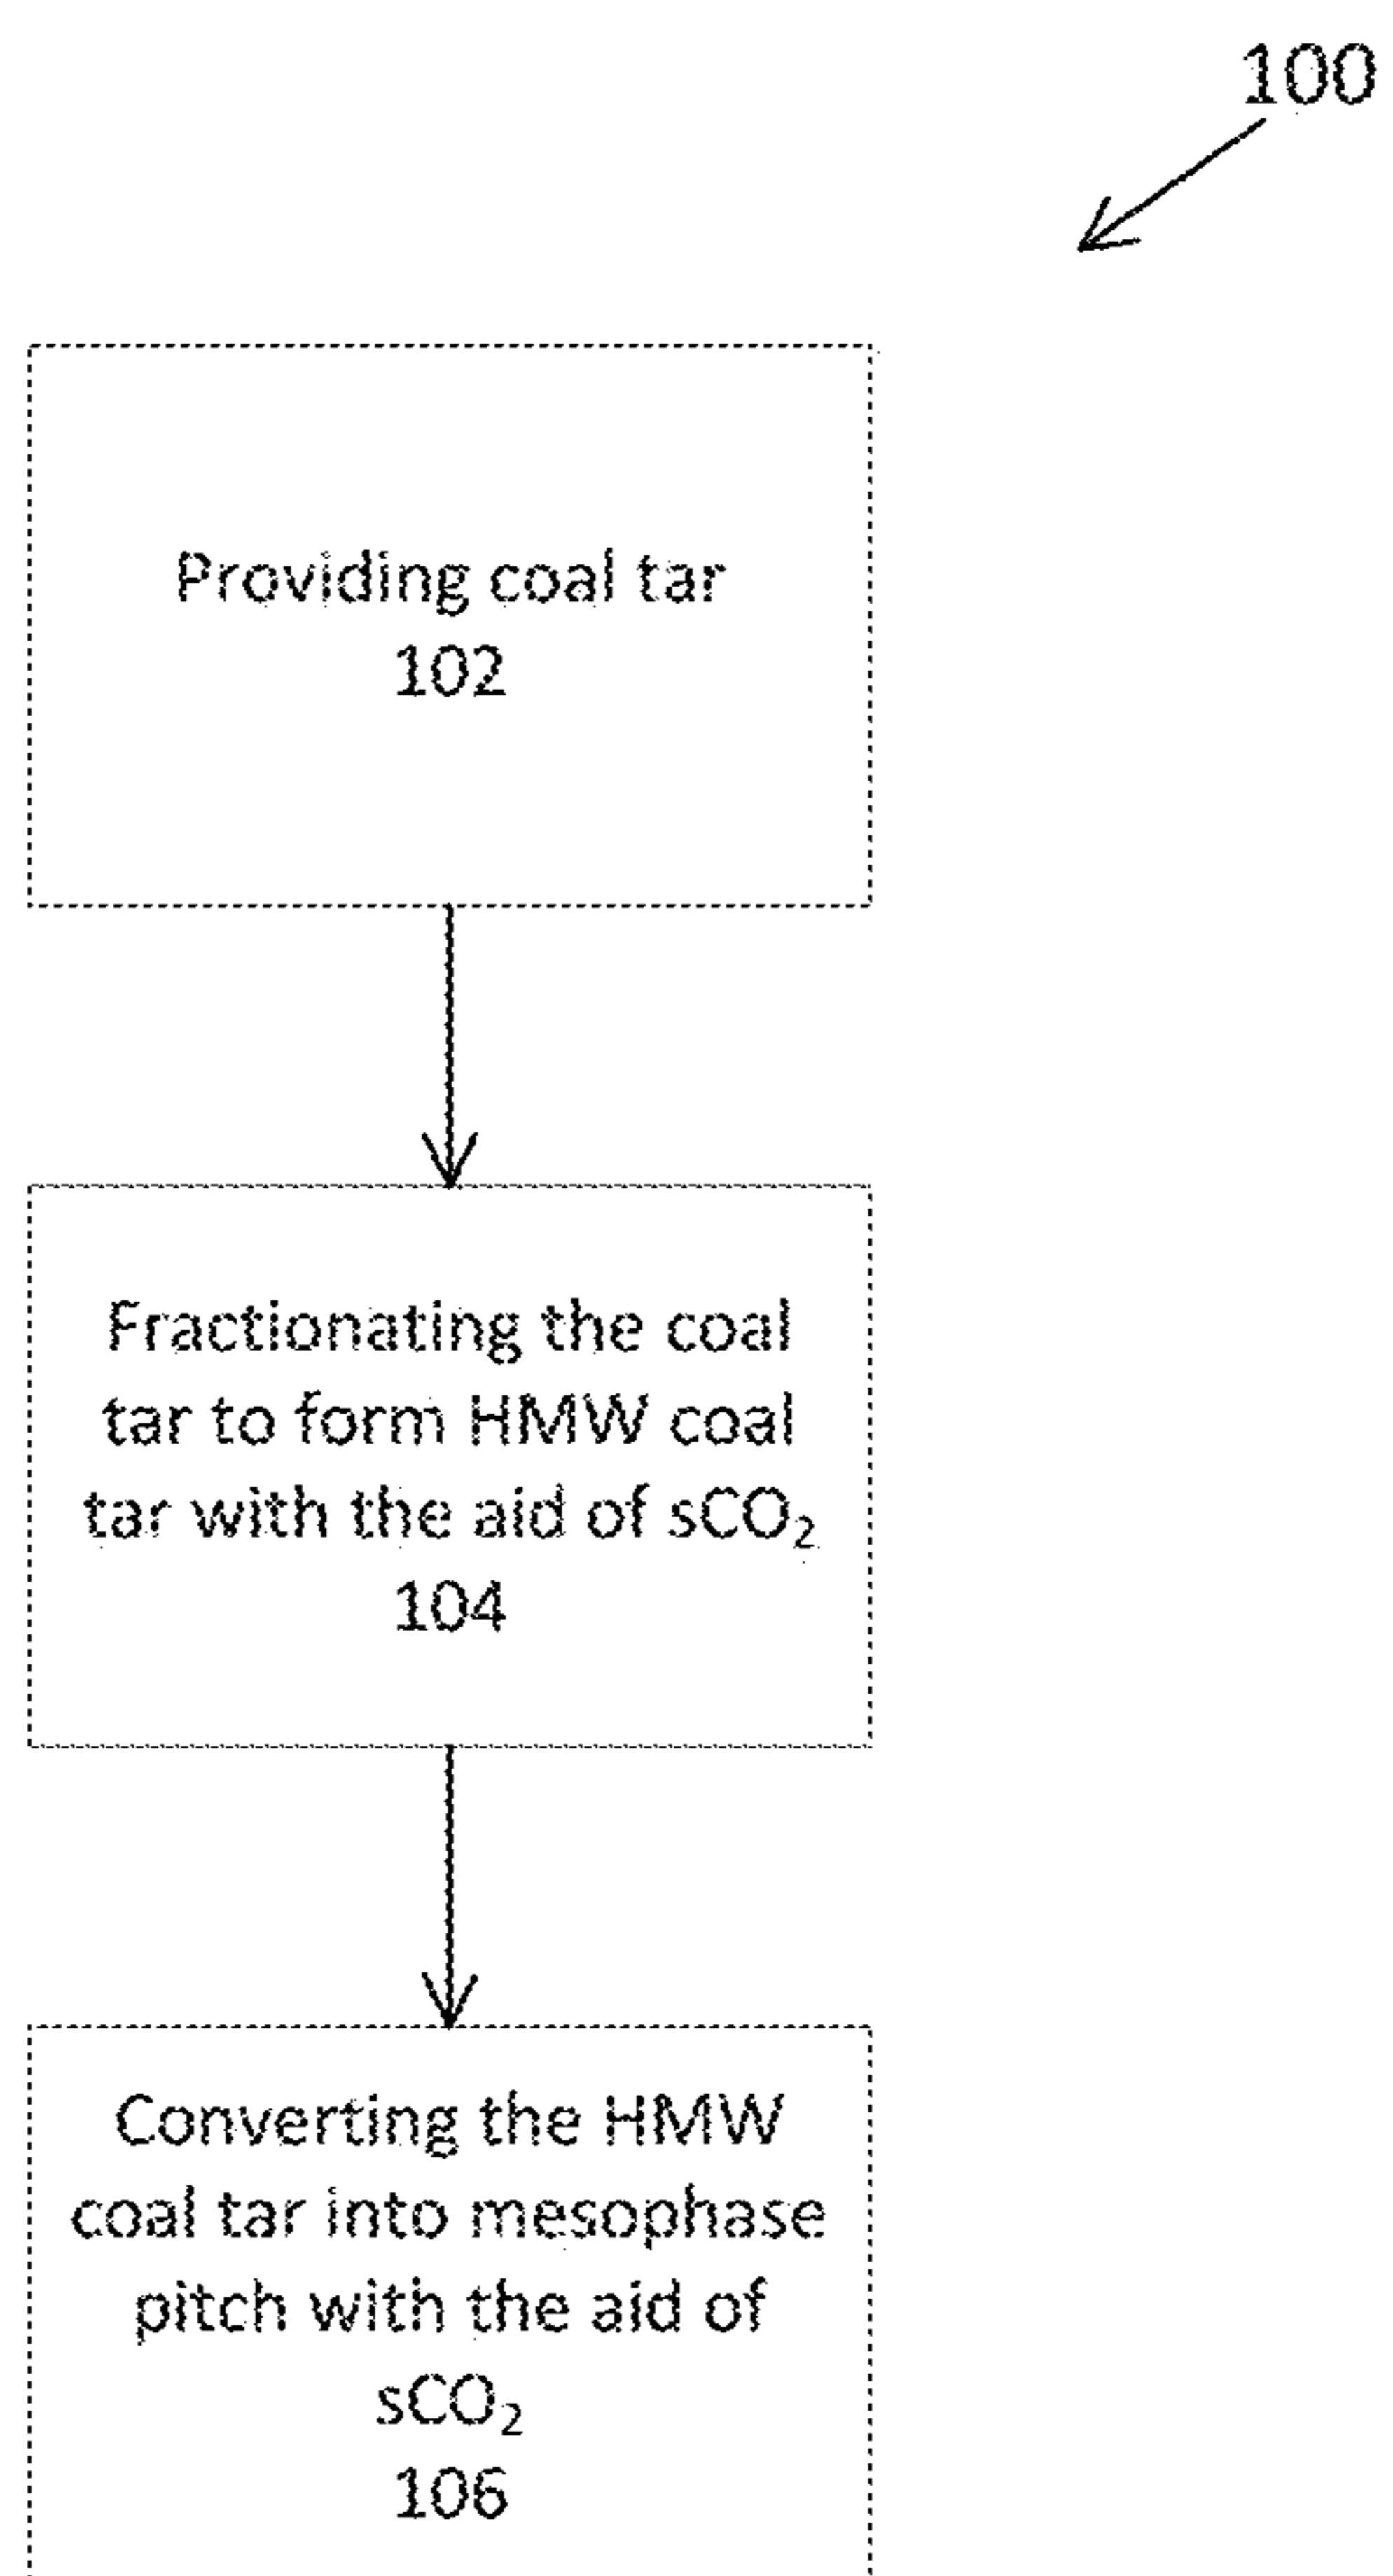 100
Providing coal tar
102
Fractionating the coal
tar to form HMW coal
tar with the aid of sCO₂
104
Converting the HMW
coal tar into mesophase
pitch with the aid of
sCO₂
106